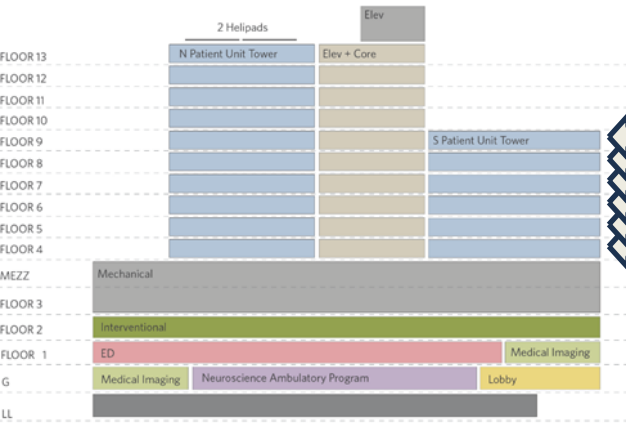 Elev
2 Helipads
FLOOR 13 N Patient Unit Tower Elev + Core
FLOOR 12
FLOOR 11
FLOOR 10
FLOOR 9 S Patient Unit Tower
FLOOR 8
FLOOR 7
FLOOR 6
FLOOR 5
FLOOR 4
MEZZ Mechanical
FLOOR 3
FLOOR 2 Interventional
FLOOR 1 ED Medical Imaging
G Medical Imaging Neuroscience Ambulatory Program Lobby
LL